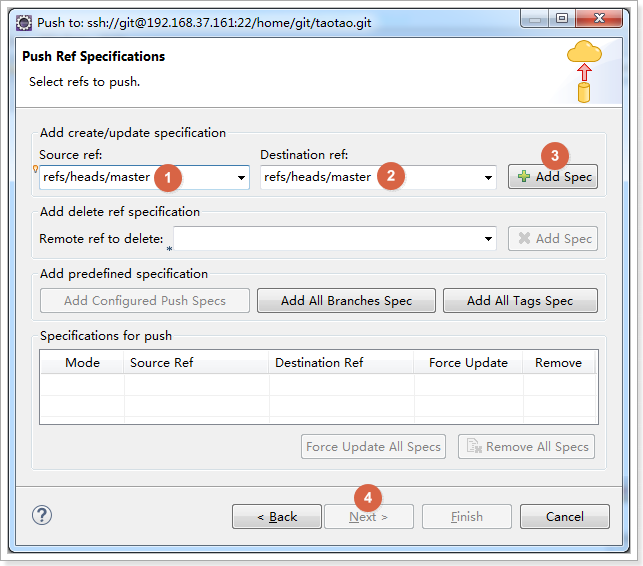 Push to: ssh://git@192.168.37.161:22/home/git/taotao.git
Push Ref Specifications
Select refs to push.
Add create/update specification
Source ref: Destination ref: 3
refs/heads/master 1 refs/heads/master 2 Add Spec
Add delete ref specification
Remote ref to delete: * Add Spec
Add predefined specification
Add Configured Push Specs Add All Branches Spec Add All Tags Spec
Specifications for push
Mode Source Ref Destination Ref Force Update Remove
Force Update All Specs Remove All Specs
4
? < Back Next > Finish Cancel